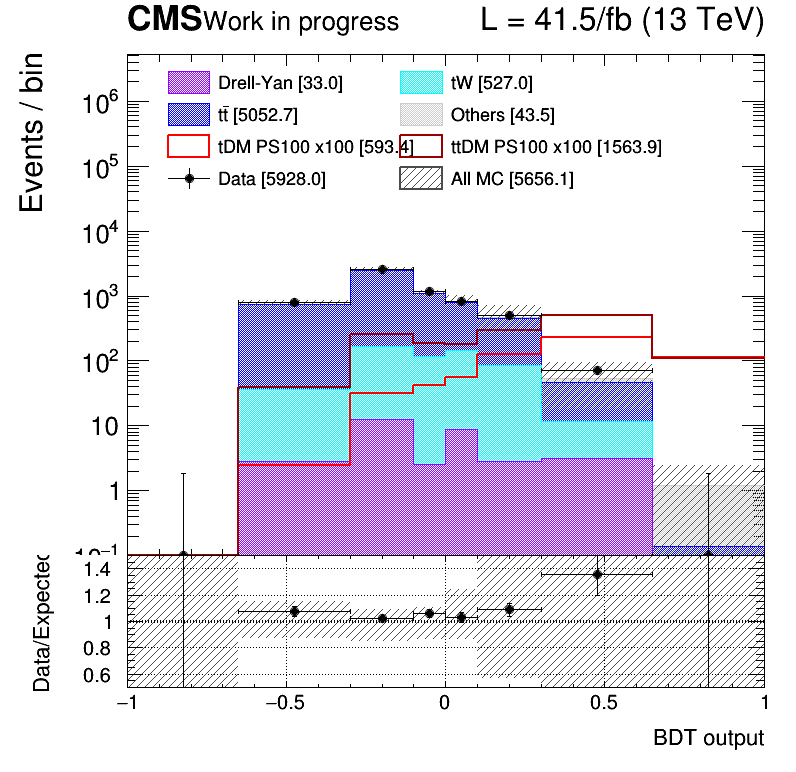 CMS Work in progress L = 41.5/fb (13 TeV)
Events / bin
Drell-Yan [33.0] tW [527.0]
tt̄ [5052.7] Others [43.5]
tDM PS100 x100 [593.4] ttDM PS100 x100 [1563.9]
Data [5928.0] All MC [5656.1]
10⁶
10⁵
10⁴
10³
10²
10
1
10⁻¹
Data/Expected
1.4
1.2
1
0.8
0.6
−1 −0.5 0 0.5 1
BDT output